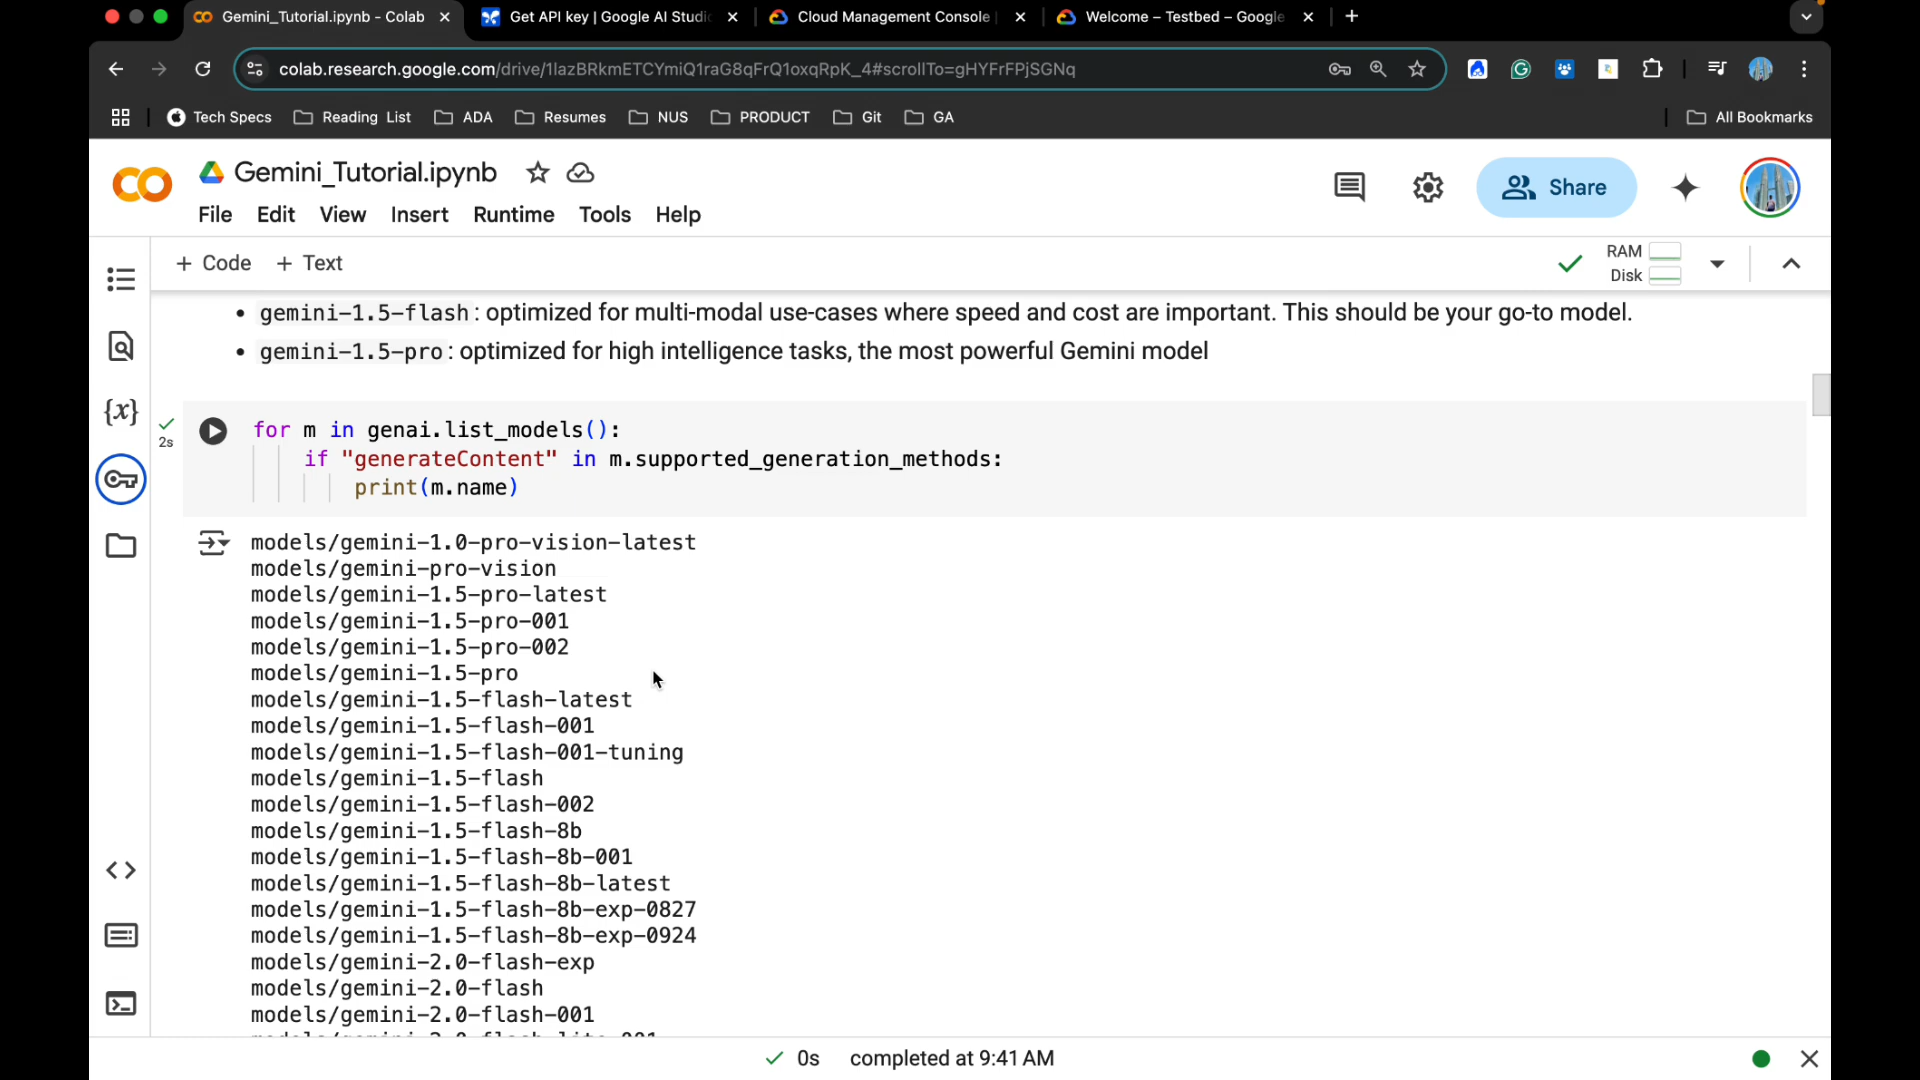 Gemini_Tutorial.ipynb - Colab
Get API key | Google AI Studi
Cloud Management Console
Welcome – Testbed – Google
colab.research.google.com/drive/1lazBRkmETCYmiQ1raG8qFrQ1oxqRpK_4#scrollTo=gHYFrFPjSGNq
Tech Specs
Reading List
ADA
Resumes
NUS
PRODUCT
Git
GA
All Bookmarks
Gemini_Tutorial.ipynb
File Edit View Insert Runtime Tools Help
Share
+ Code + Text
RAM
Disk
• gemini-1.5-flash: optimized for multi-modal use-cases where speed and cost are important. This should be your go-to model.
• gemini-1.5-pro: optimized for high intelligence tasks, the most powerful Gemini model
{x}
2s
for m in genai.list_models():
if "generateContent" in m.supported_generation_methods:
print(m.name)
models/gemini-1.0-pro-vision-latest
models/gemini-pro-vision
models/gemini-1.5-pro-latest
models/gemini-1.5-pro-001
models/gemini-1.5-pro-002
models/gemini-1.5-pro
models/gemini-1.5-flash-latest
models/gemini-1.5-flash-001
models/gemini-1.5-flash-001-tuning
models/gemini-1.5-flash
models/gemini-1.5-flash-002
models/gemini-1.5-flash-8b
models/gemini-1.5-flash-8b-001
models/gemini-1.5-flash-8b-latest
models/gemini-1.5-flash-8b-exp-0827
models/gemini-1.5-flash-8b-exp-0924
models/gemini-2.0-flash-exp
models/gemini-2.0-flash
models/gemini-2.0-flash-001
models/gemini-2.0-flash-lite-001
0s completed at 9:41 AM